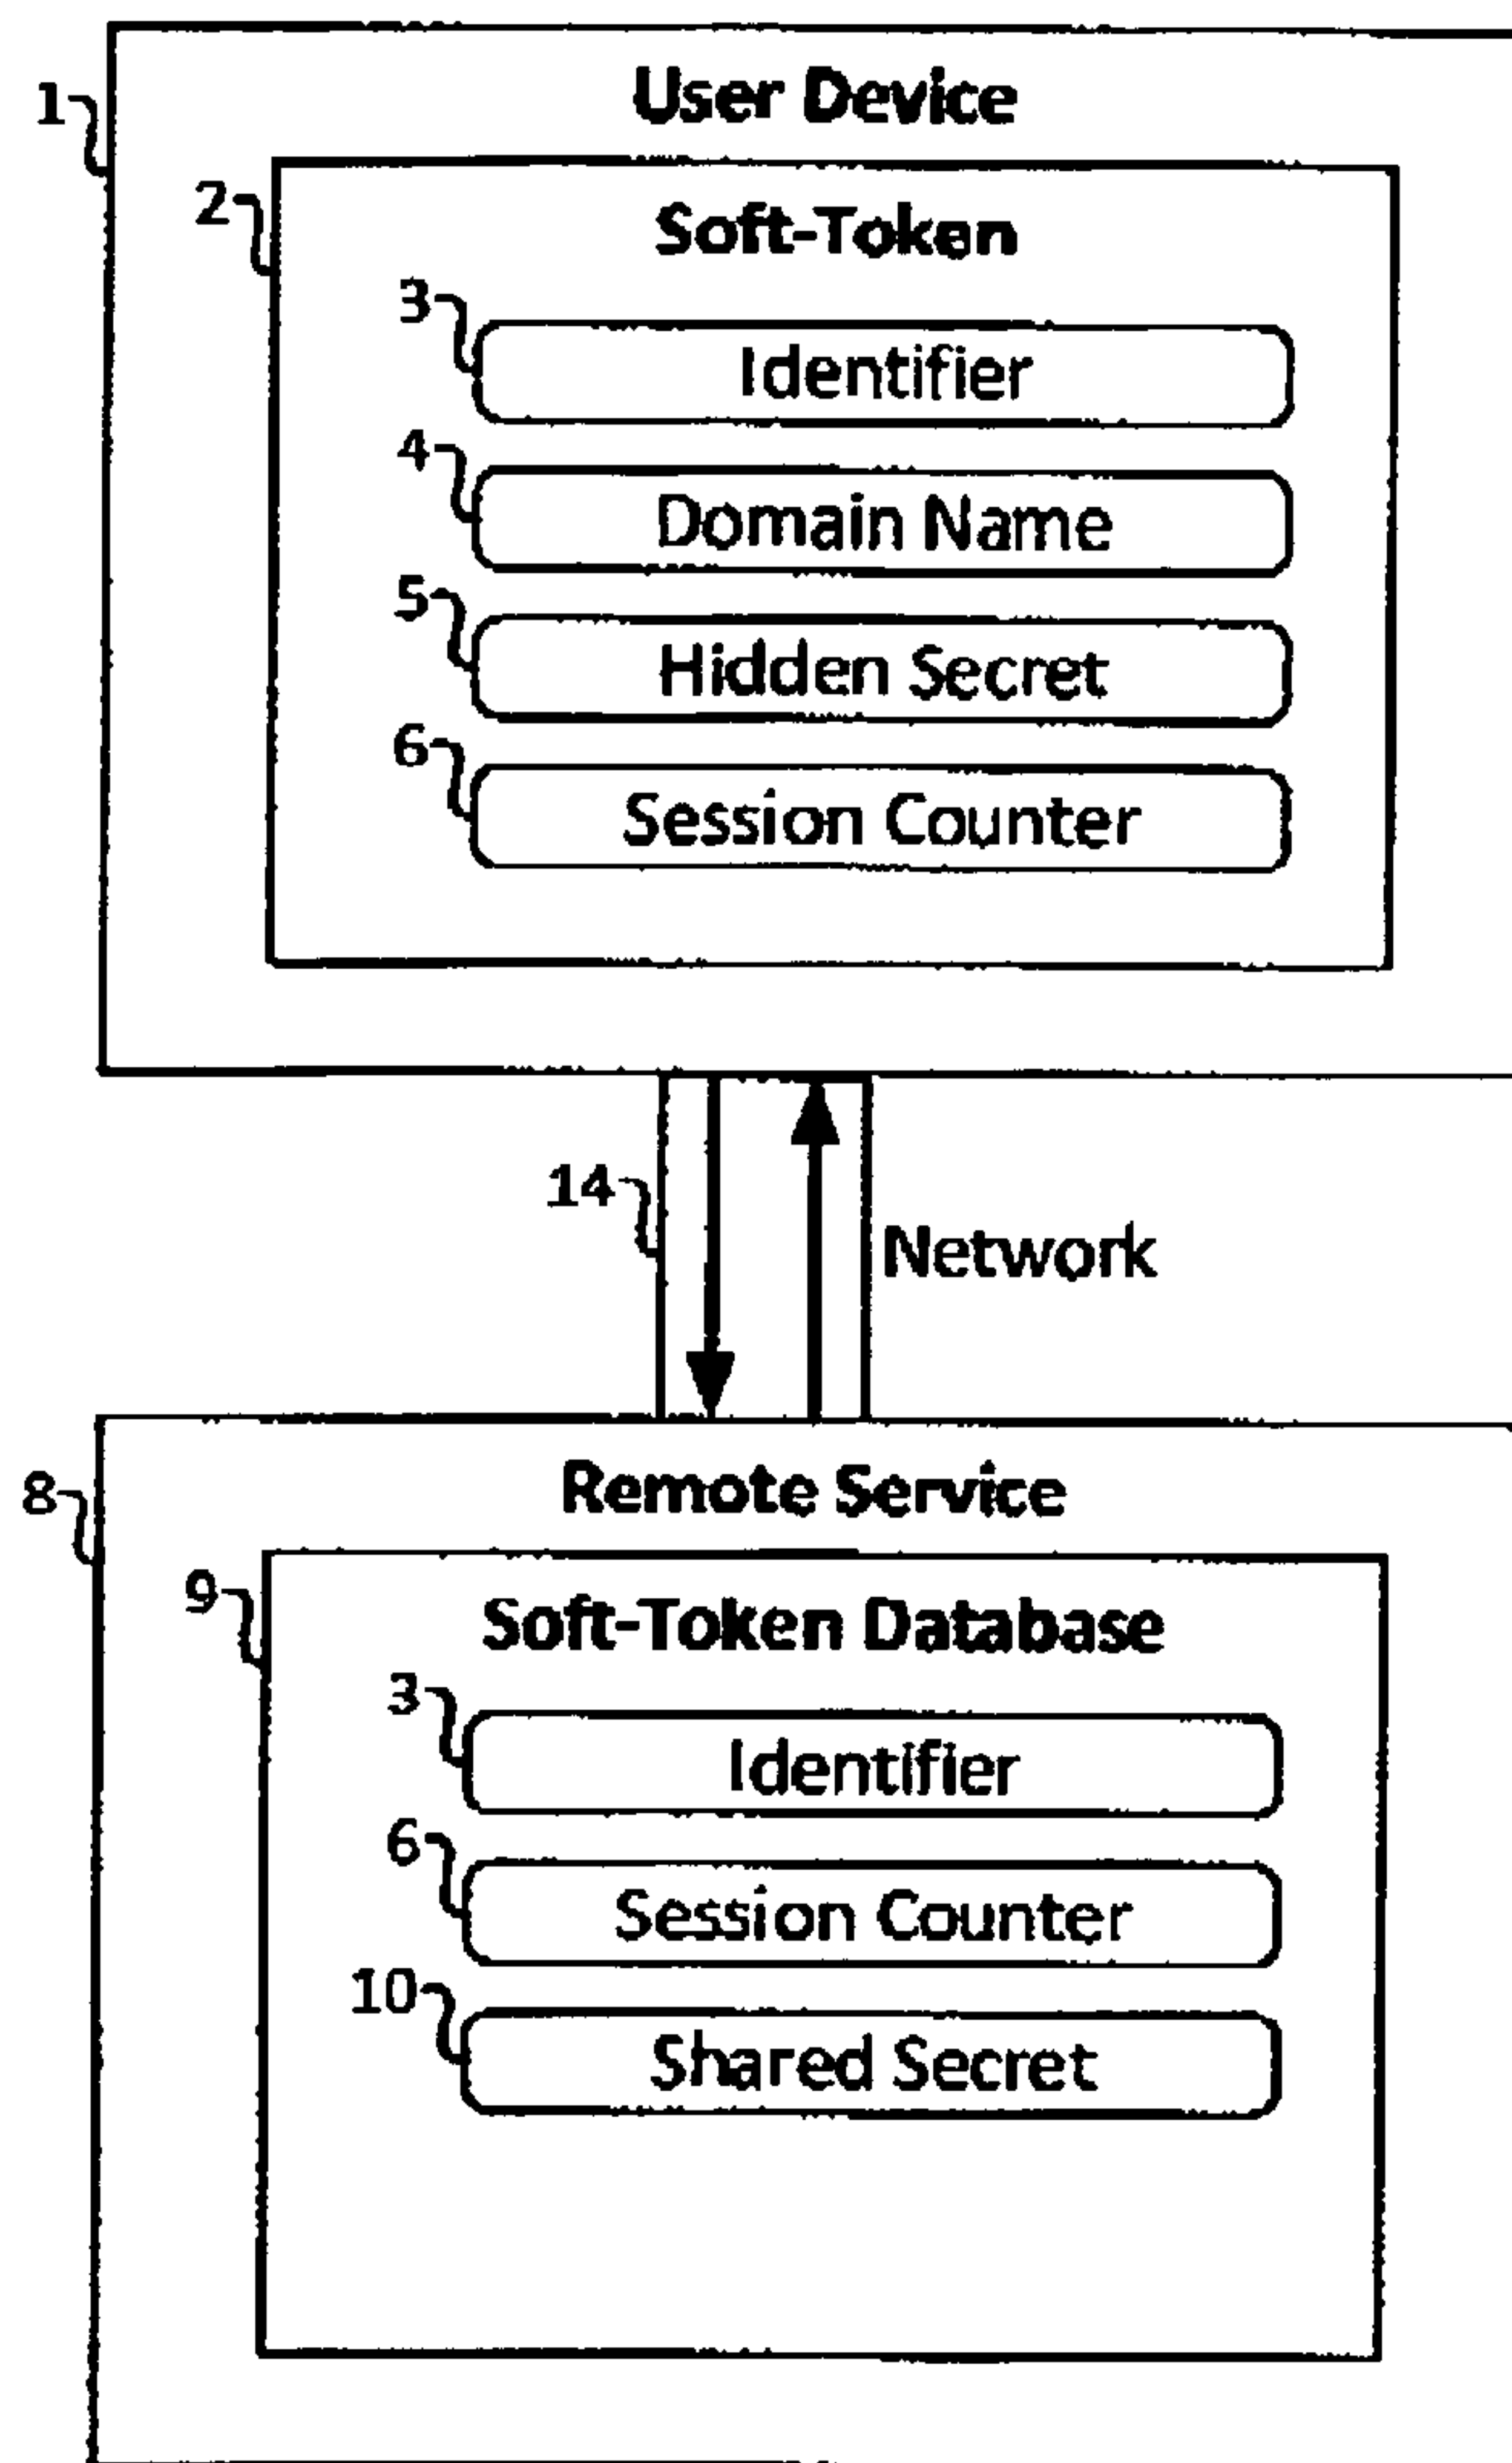 User Device
1
2
Soft-Token
3
Identifier
4
Domain Name
5
Hidden Secret
6
Session Counter
14
Network
Remote Service
8
9
Soft-Token Database
3
Identifier
6
Session Counter
10
Shared Secret